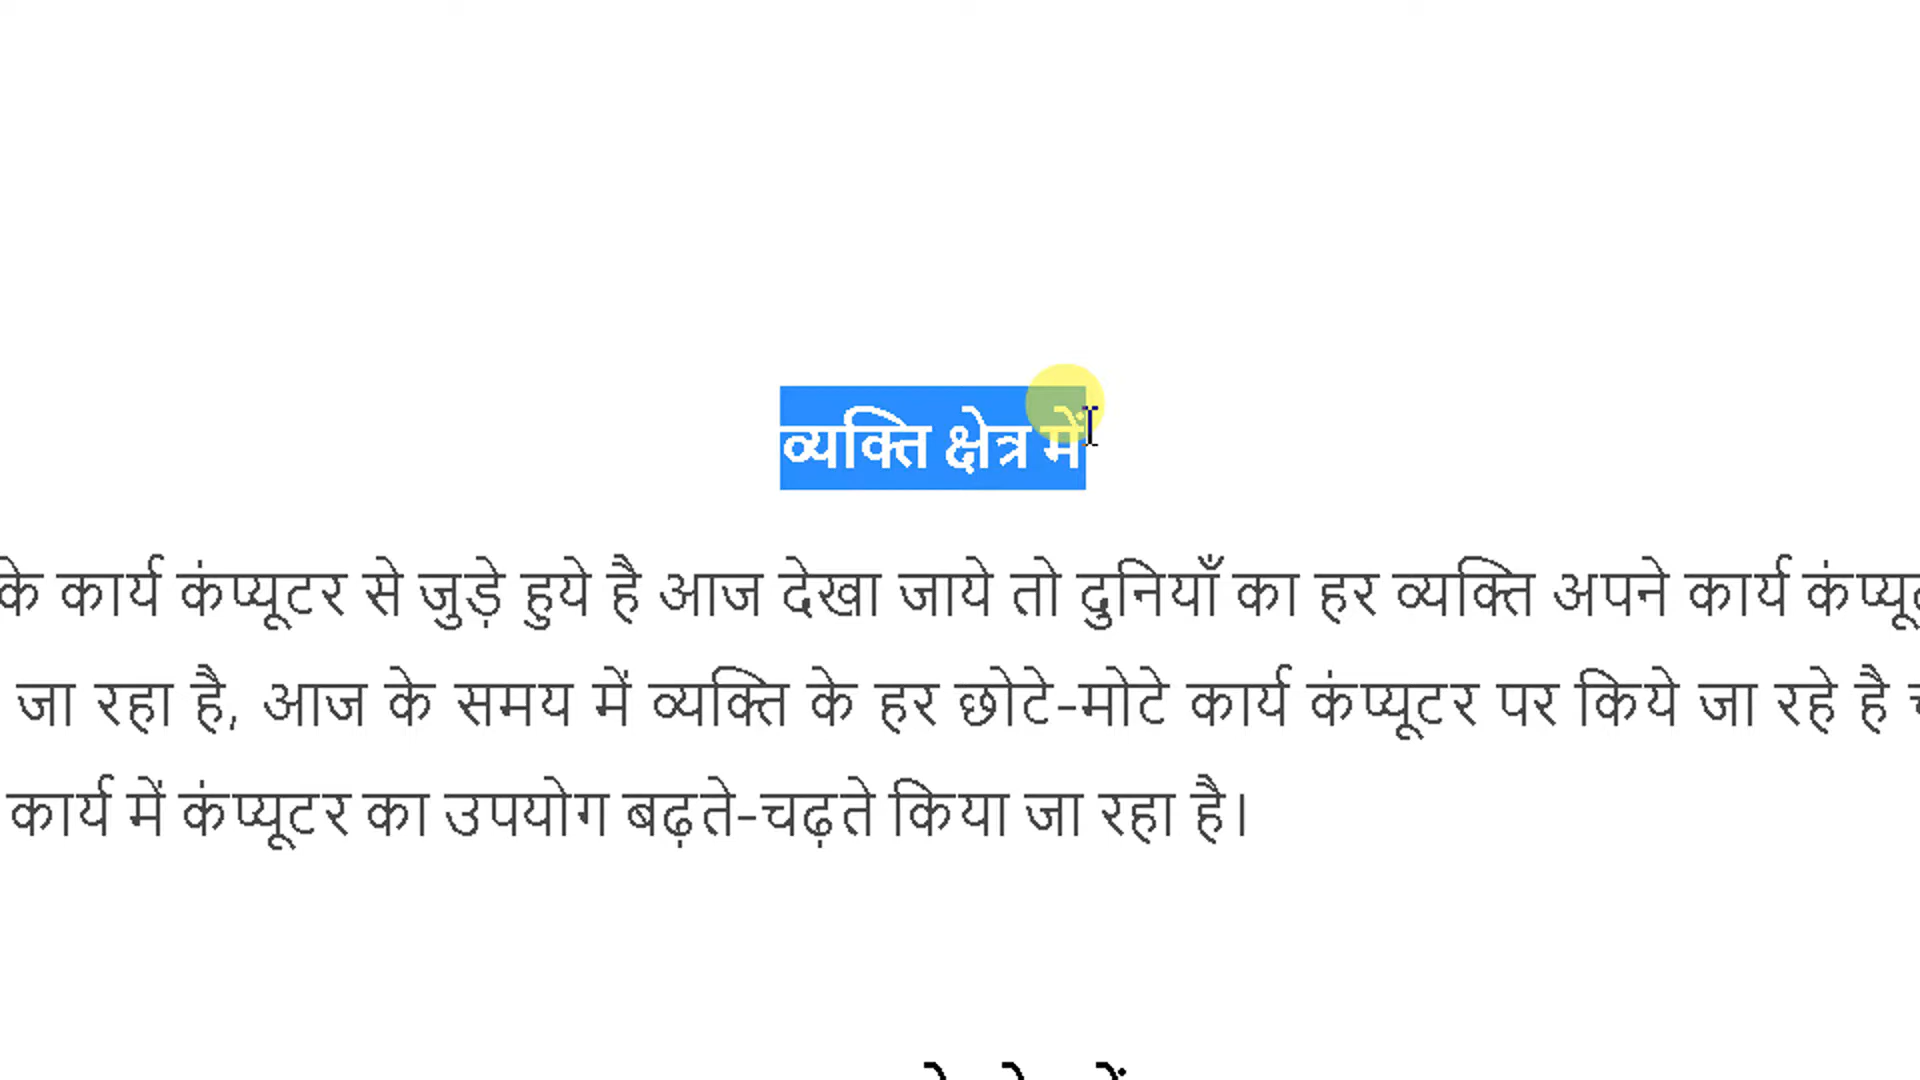 व्यक्ति क्षेत्र में
के कार्य कंप्यूटर से जुड़े हुये है आज देखा जाये तो दुनियाँ का हर व्यक्ति अपने कार्य
जा रहा है, आज के समय में व्यक्ति के हर छोटे-मोटे कार्य कंप्यूटर पर किये जा रहे है
कार्य में कंप्यूटर का उपयोग बढ़ते-चढ़ते किया जा रहा है।